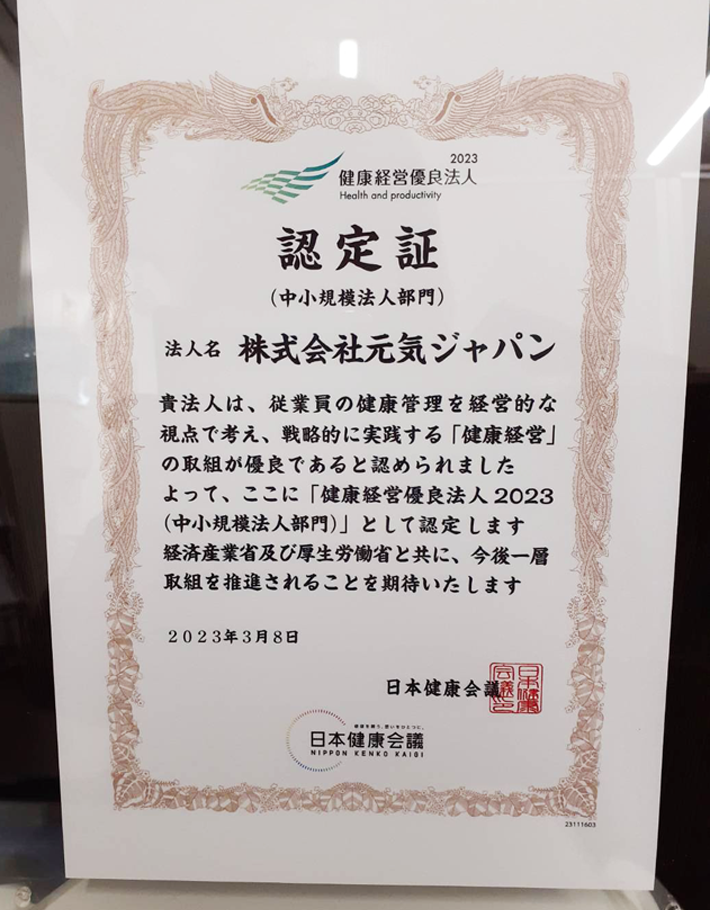 2023
健康経営優良法人
Health and productivity
認定証
(中小規模法人部門)
法人名 株式会社元気ジャパン
貴法人は、従業員の健康管理を経営的な
視点で考え、戦略的に実践する「健康経営」
の取組が優良であると認められました
よって、ここに「健康経営優良法人2023
(中小規模法人部門)」として認定します
経済産業省及び厚生労働省と共に、今後一層
取組を推進されることを期待いたします
2023年3月8日
日本健康会議
日本健康会議
NIPPON KENKO KAIGI
23111603